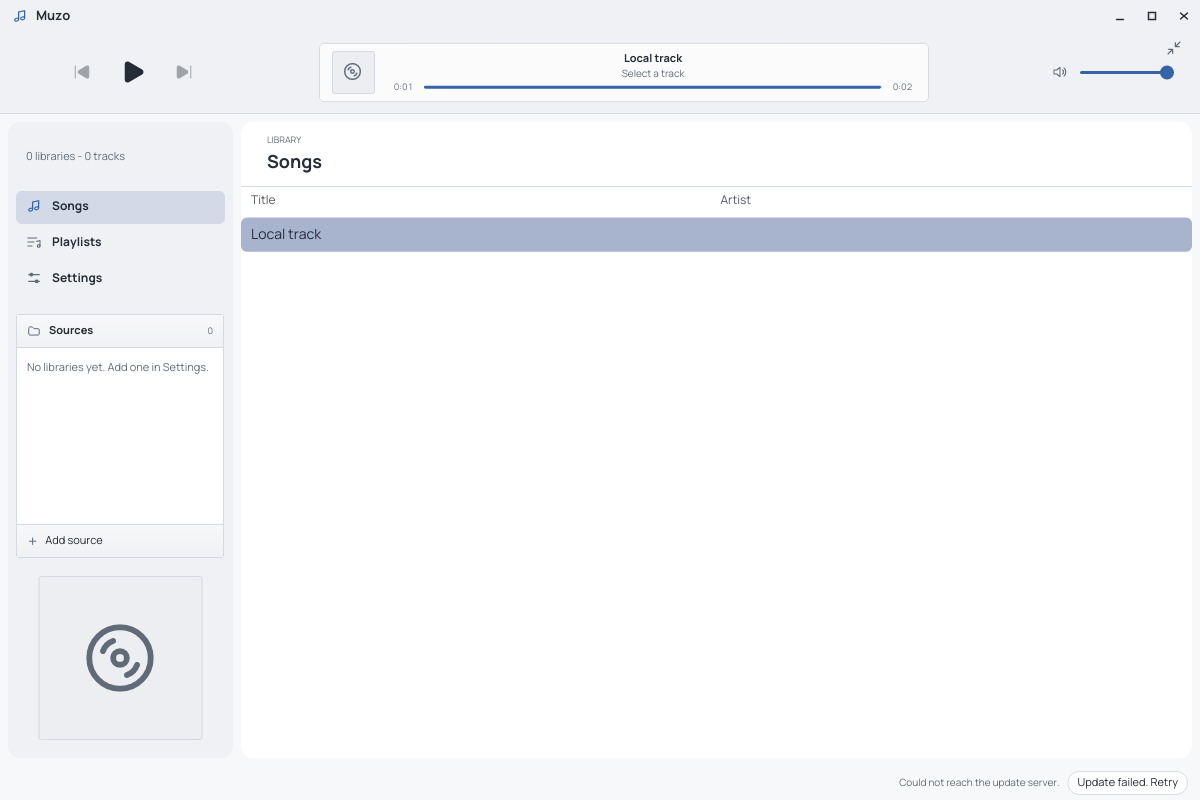 Muzo
Local track
Select a track
0:01
0:02
0 libraries - 0 tracks
Songs
Playlists
Settings
Sources
0
No libraries yet. Add one in Settings.
Add source
LIBRARY
Songs
Title Artist
Local track
Could not reach the update server.
Update failed. Retry